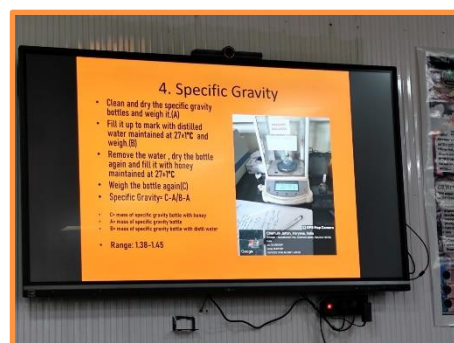 4. Specific Gravity
• Clean and dry the specific gravity
bottles and weigh it.(A)
• Fill it up to mark with distilled
water maintained at 27±1°C and
weigh.(B)
• Remove the water , dry the bottle
again and fill it with honey
maintained at 27±1°C
• Weigh the bottle again(C)
• Specific Gravity= C-A/B-A
• C= mass of specific gravity bottle with honey
• A= mass of specific gravity bottle
• B= mass of specific gravity bottle with distil water
• Range: 1.38-1.45
GPS Map Camera
Google